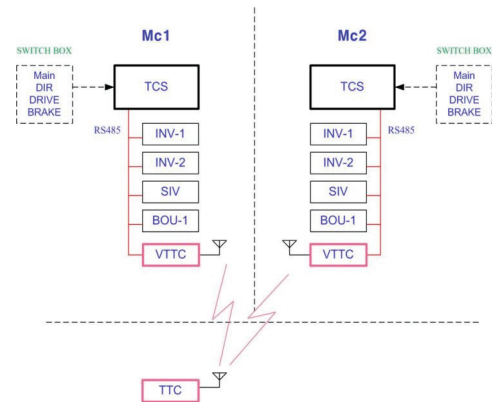 Mc1
Mc2
SWITCH BOX
SWITCH BOX
Main
DIR
DRIVE
BRAKE
TCS
TCS
Main
DIR
DRIVE
BRAKE
RS485
RS485
INV-1
INV-1
INV-2
INV-2
SIV
SIV
BOU-1
BOU-1
VTTC
VTTC
TTC